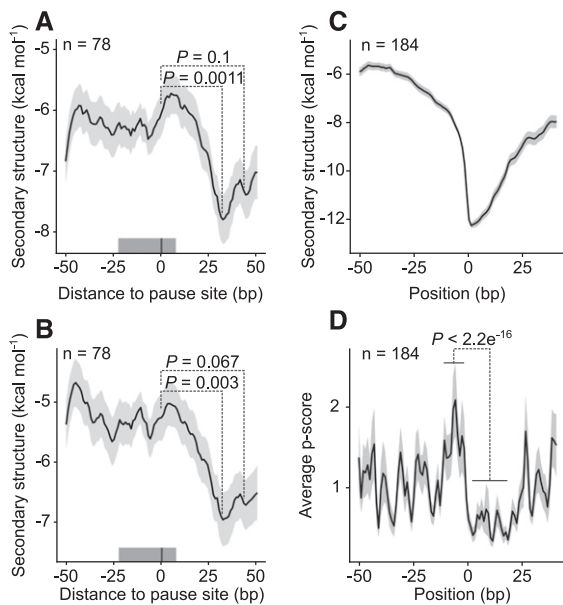 A
n = 78
P = 0.1
P = 0.0011
Secondary structure (kcal mol⁻¹)
-5
-6
-7
-8
-50 -25 0 25 50
Distance to pause site (bp)
B
n = 78
P = 0.067
P = 0.003
Secondary structure (kcal mol⁻¹)
-5
-6
-7
-50 -25 0 25 50
Distance to pause site (bp)
C
n = 184
Secondary structure (kcal mol⁻¹)
-6
-8
-10
-12
-50 -25 0 25
Position (bp)
D
P < 2.2e⁻¹⁶
n = 184
Average p-score
2
1
-50 -25 0 25
Position (bp)